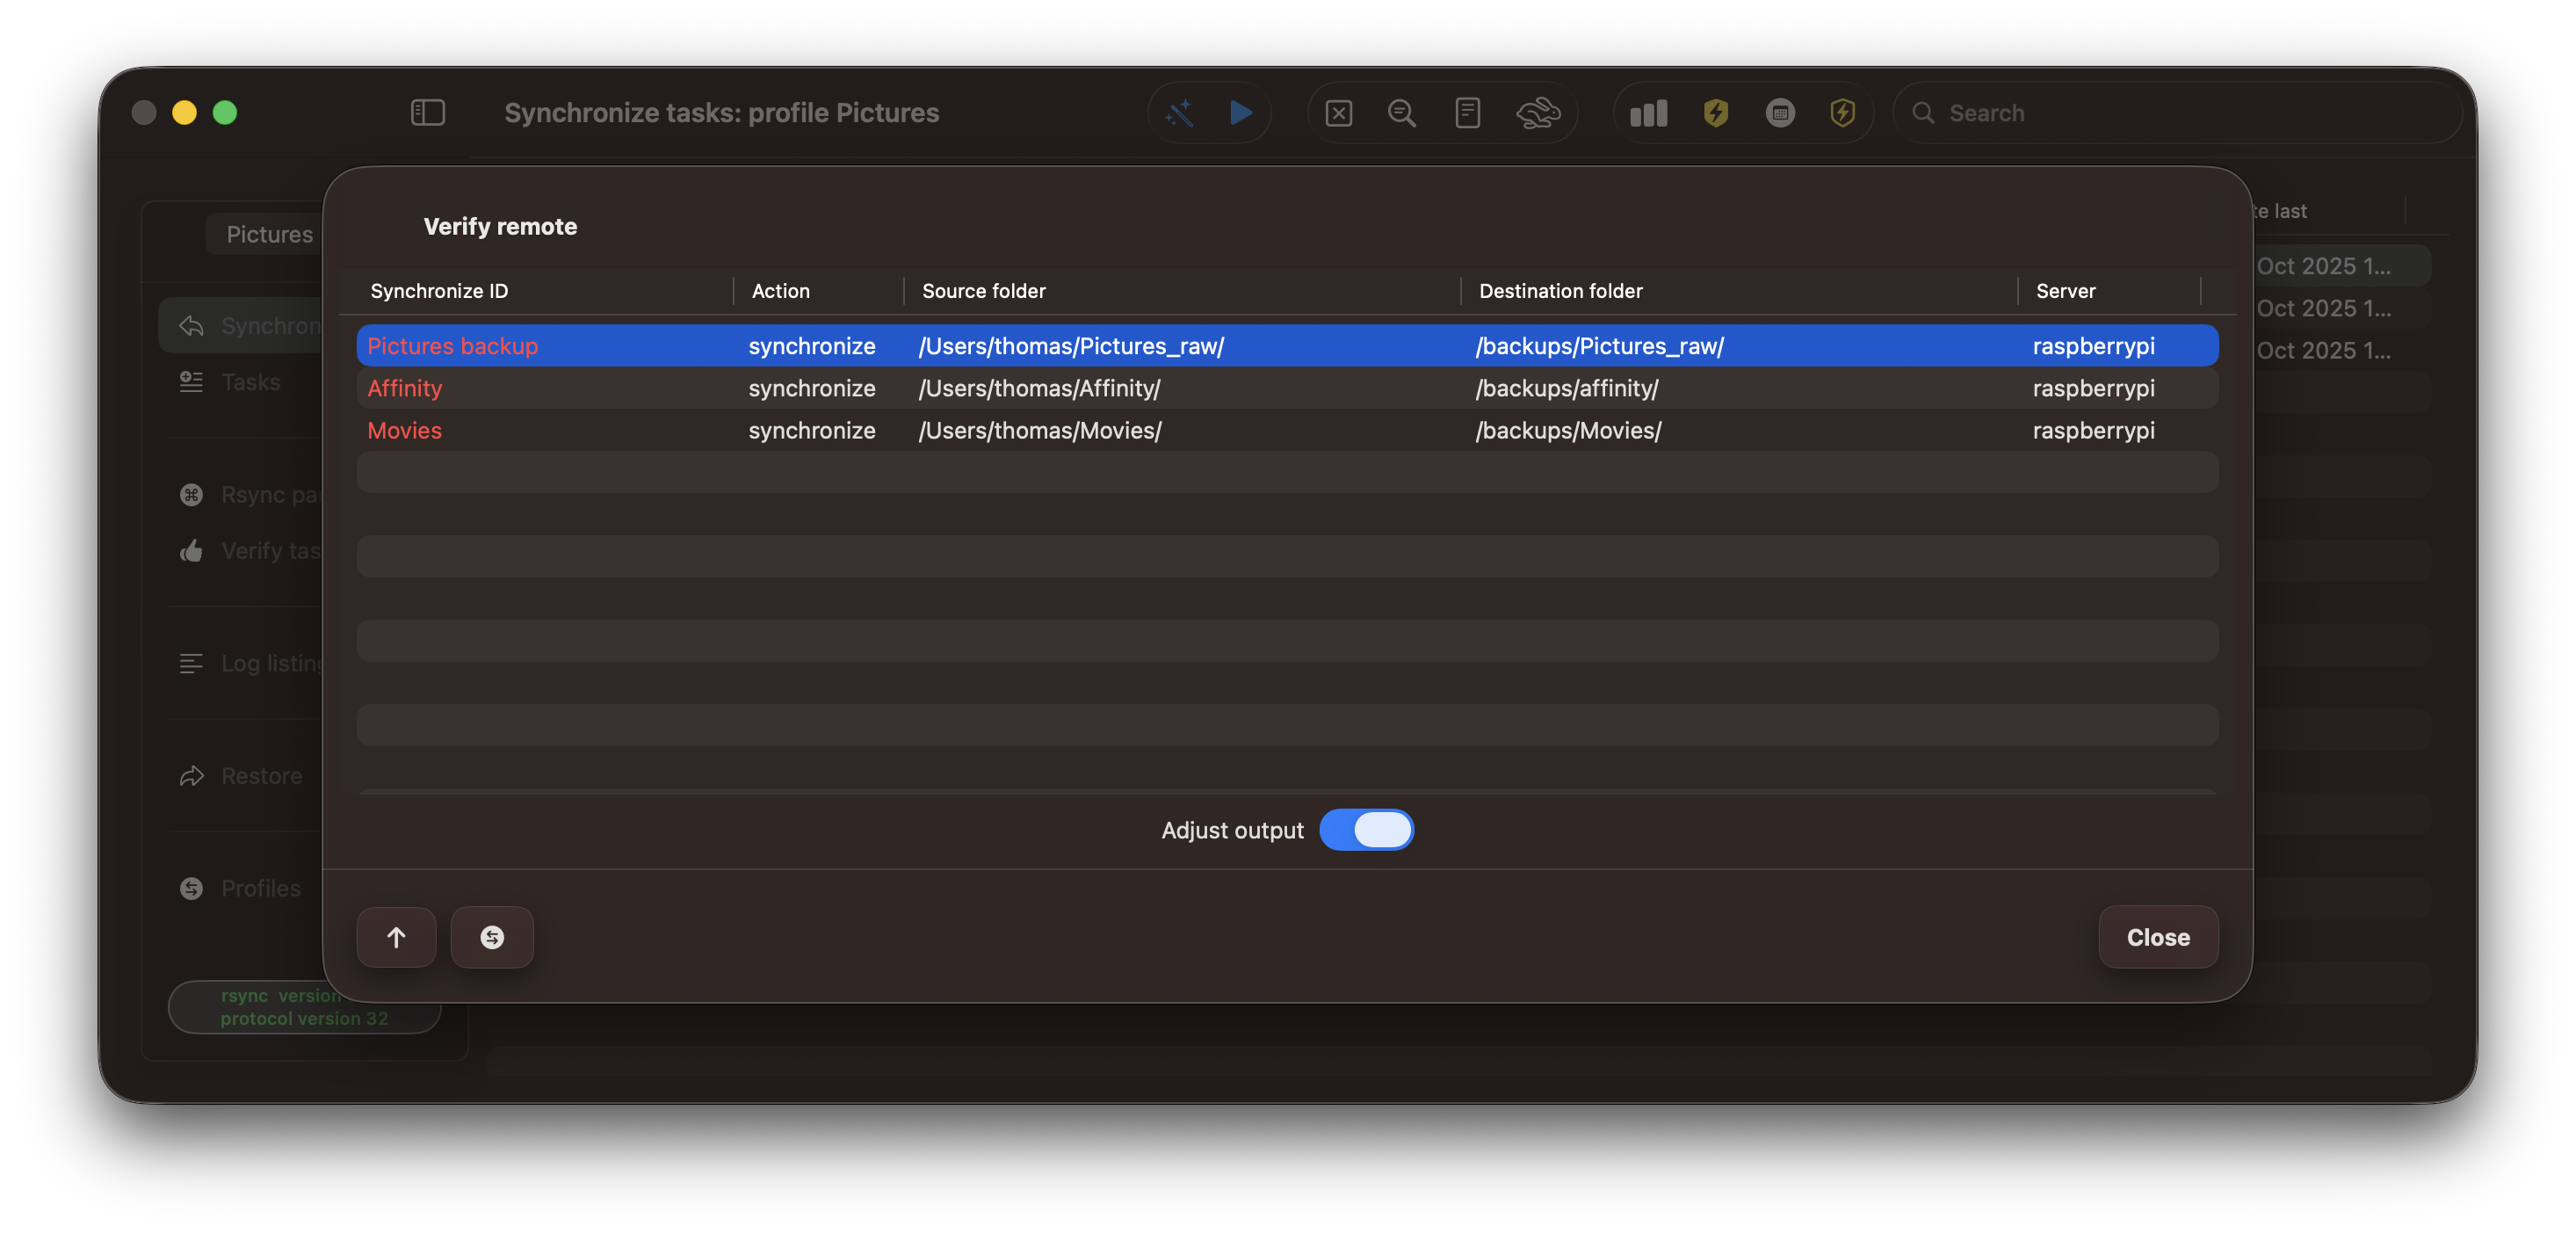 Synchronize tasks: profile Pictures
Search
Pictures
Synchron
Tasks
Rsync pa
Verify tas
Log listing
Restore
Profiles
rsync version
protocol version 32
Verify remote
Synchronize ID Action Source folder Destination folder Server
Pictures backup synchronize /Users/thomas/Pictures_raw/ /backups/Pictures_raw/ raspberrypi
Affinity synchronize /Users/thomas/Affinity/ /backups/affinity/ raspberrypi
Movies synchronize /Users/thomas/Movies/ /backups/Movies/ raspberrypi
Adjust output
Close
te last
Oct 2025 1...
Oct 2025 1...
Oct 2025 1...